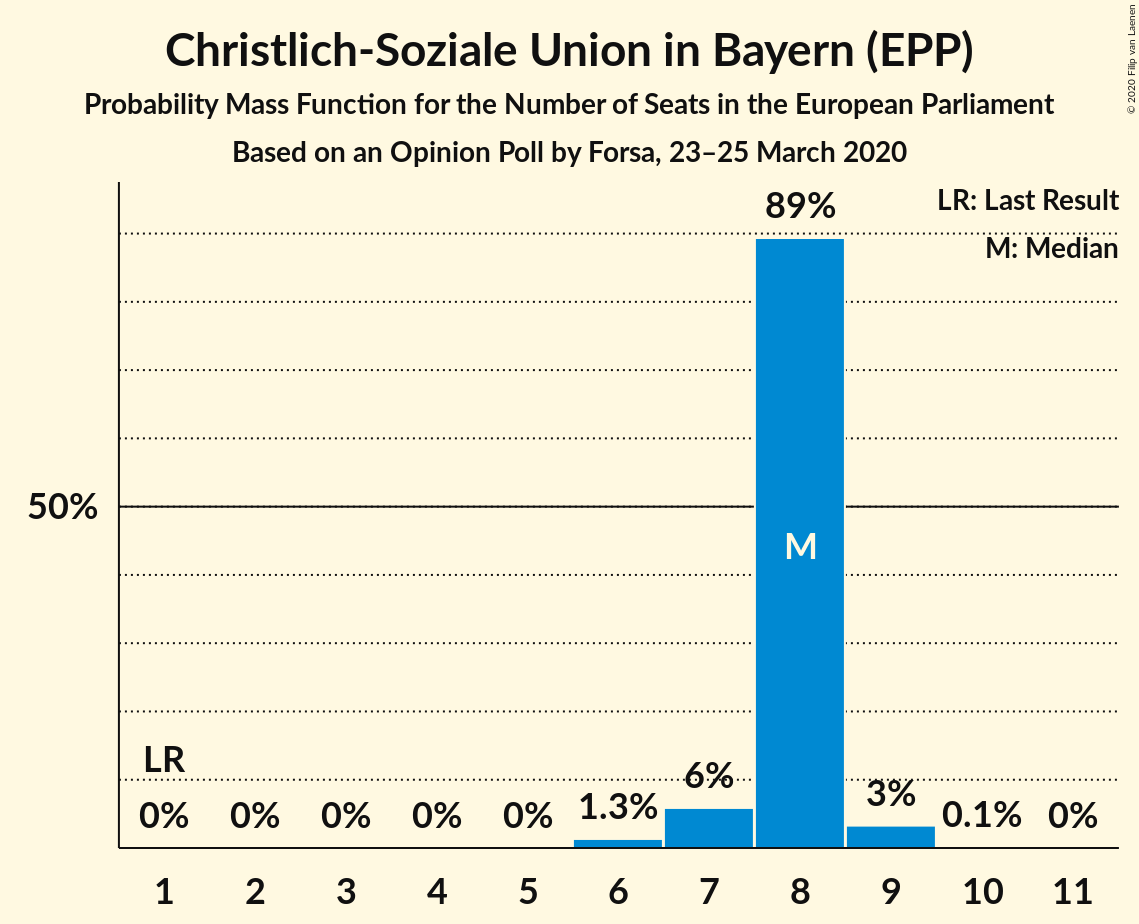 Christlich-Soziale Union in Bayern (EPP)
Probability Mass Function for the Number of Seats in the European Parliament
Based on an Opinion Poll by Forsa, 23–25 March 2020
© 2020 Filip van Laenen
LR: Last Result
M: Median
89%
50%
M
LR
0% 0% 0% 0% 0% 1.3% 6% 3% 0.1% 0%
1 2 3 4 5 6 7 8 9 10 11